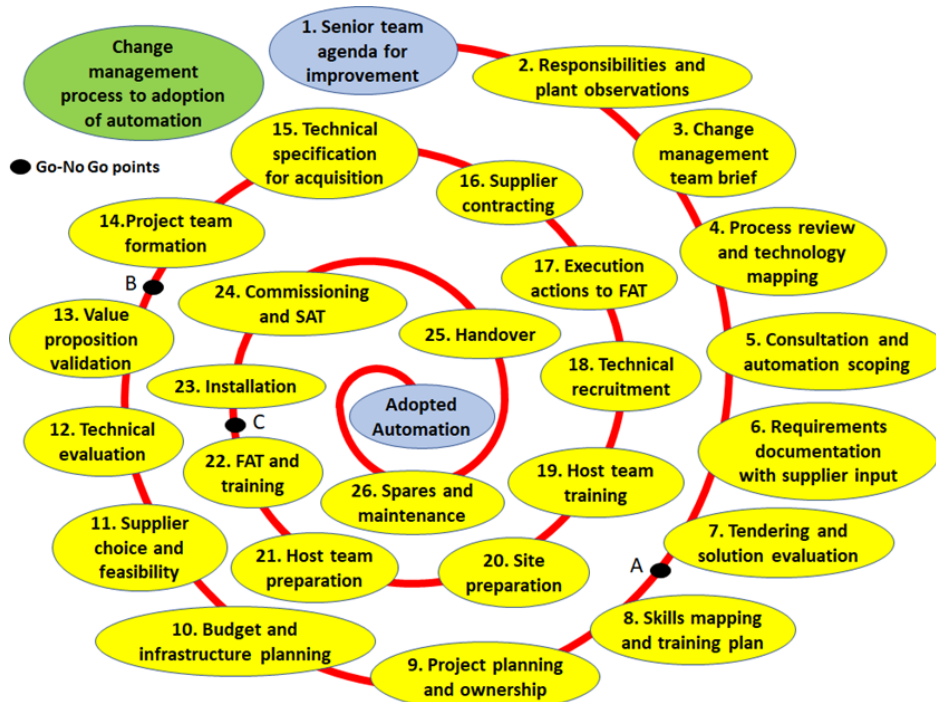 Change
management
process to adoption
of automation
Go-No Go points
1. Senior team
agenda for
improvement
2. Responsibilities and
plant observations
3. Change
management
team brief
4. Process review
and technology
mapping
5. Consultation and
automation scoping
6. Requirements
documentation
with supplier input
7. Tendering and
solution evaluation
A
8. Skills mapping
and training plan
9. Project planning
and ownership
10. Budget and
infrastructure planning
11. Supplier
choice and
feasibility
12. Technical
evaluation
13. Value
proposition
validation
B
14.Project team
formation
15. Technical
specification
for acquisition
16. Supplier
contracting
17. Execution
actions to FAT
18. Technical
recruitment
19. Host team
training
20. Site
preparation
21. Host team
preparation
22. FAT and
training
C
23. Installation
24. Commissioning
and SAT
25. Handover
26. Spares and
maintenance
Adopted
Automation